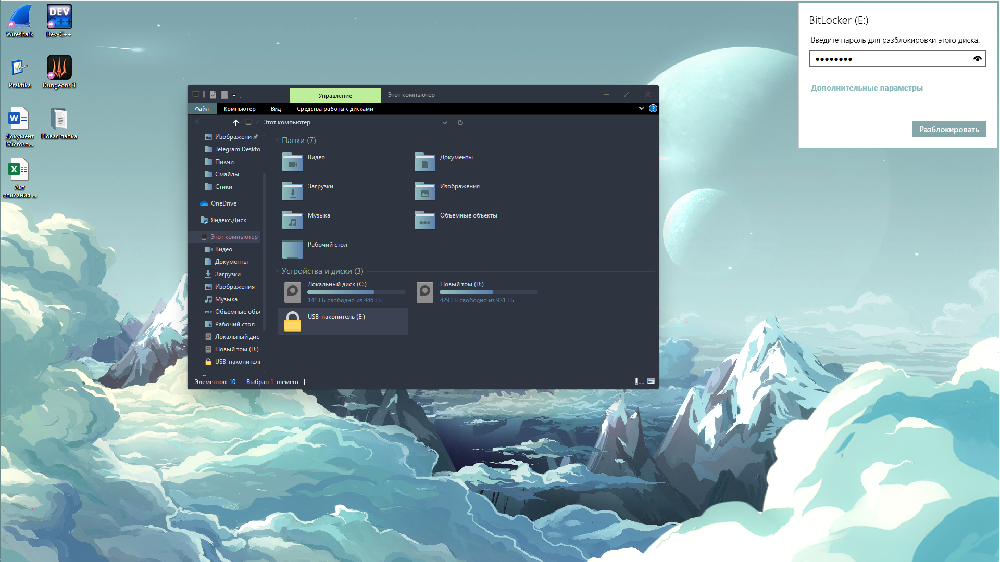 Wireshark
DEV
C++
Dev-C++
Praktika
Dungeons 3
Документ
Microso...
Новая папка
Акт
списания ...
Управление
Этот компьютер
Файл
Компьютер
Вид
Средства работы с дисками
Этот компьютер
Изображени
Telegram Deskto
Пикчи
Смайлы
Стики
OneDrive
Яндекс.Диск
Этот компьютер
Видео
Документы
Загрузки
Изображения
Музыка
Объемные объ
Рабочий стол
Локальный дис
Новый том (D:)
USB-накопител
Папки (7)
Видео
Документы
Загрузки
Изображения
Музыка
Объемные объекты
Рабочий стол
Устройства и диски (3)
Локальный диск (C:)
141 ГБ свободно из 446 ГБ
Новый том (D:)
429 ГБ свободно из 931 ГБ
USB-накопитель (E:)
Элементов: 10
Выбран 1 элемент
BitLocker (E:)
Введите пароль для разблокировки этого диска.
Дополнительные параметры
Разблокировать